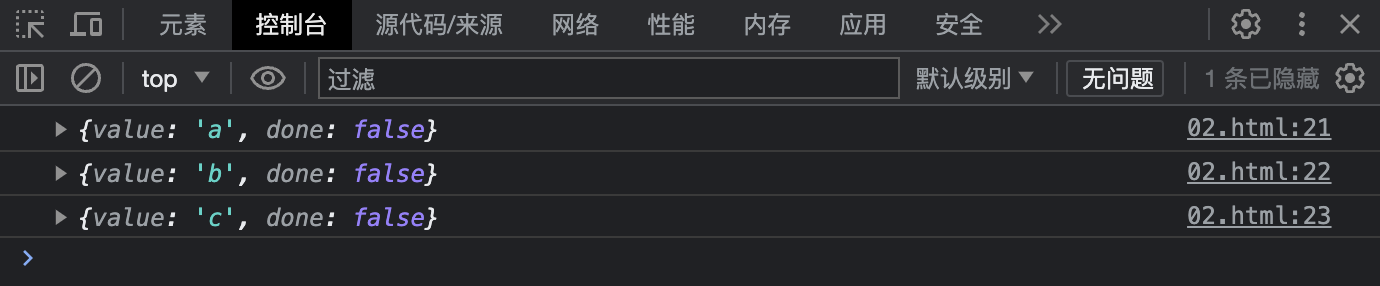 元素 控制台 源代码/来源 网络 性能 内存 应用 安全
top 过滤 默认级别 无问题 1 条已隐藏
{value: 'a', done: false} 02.html:21
{value: 'b', done: false} 02.html:22
{value: 'c', done: false} 02.html:23